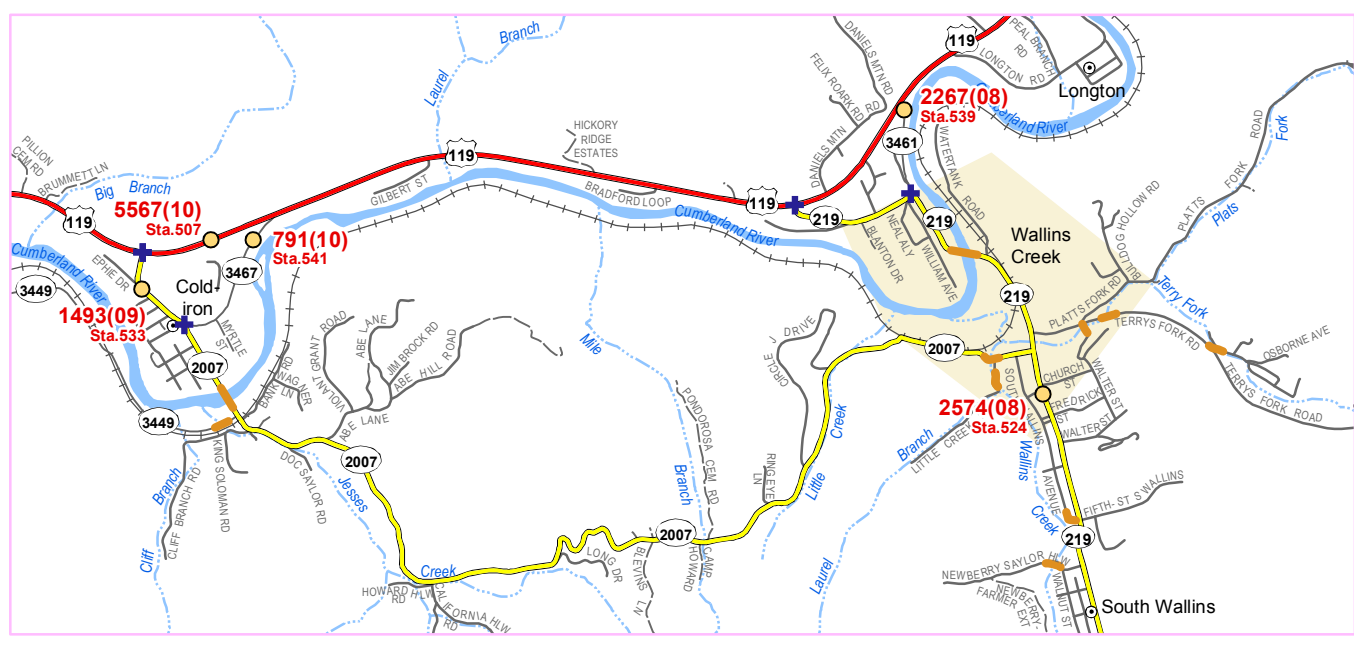 Branch
Laurel
119
PEAL BRANCH
RD
LONGTON RD
Longton
DANIELS MTN RD
FELIX ROARK RD
DANIELS MTN
RD
2267(08)
Sta.539
Cumberland River
3461
WATERTANK
ROAD
PLATTS FORK ROAD
Plats
Fork
PILLION
CEM RD
BRUMMETT LN
Big Branch
119
5567(10)
Sta.507
791(10)
Sta.541
3467
GILBERT ST
119
HICKORY
RIDGE
ESTATES
BRADFORD LOOP
Cumberland River
119
219
219
NEAL ALY
BLANTON DR
WILLIAM AVE
Wallins
Creek
BULLDOG HOLLOW RD
Terry Fork
Cumberland River
3449
EPHIE DR
1493(09)
Sta.533
Cold-
iron
MYRTLE
ST
2007
3449
BANKS RD
WAGNER
LN
VIOLANT GRANT ROAD
ABE LANE
JIM BROCK RD
ABE HILL ROAD
ABE LANE
2007
KING SOLOMAN RD
CLIFF BRANCH RD
Cliff
Branch
DOC SAYLOR RD
Jesses
Creek
HOWARD HLW
RD
CALIFORNIA HLW
RD
LONG DR
BLEVINS LN
2007
HOWARD
CAMP
PONDOROSA CEM RD
Mile
Branch
RINGEYE
LN
CIRCLE
DRIVE
Little
Creek
2007
219
PLATTS FORK RD
TERRYS FORK RD
OSBORNE AVE
TERRYS FORK ROAD
CHURCH
ST
FREDRICK
ST
WALTER ST
WALTER ST
2574(08)
Sta.524
Laurel
Branch
Wallins
Creek
AVENUE
FIFTH- ST S WALLINS
219
NEWBERRY SAYLOR HLW
NEWBERRY-
FARMER EXT
WALNUT ST
South Wallins